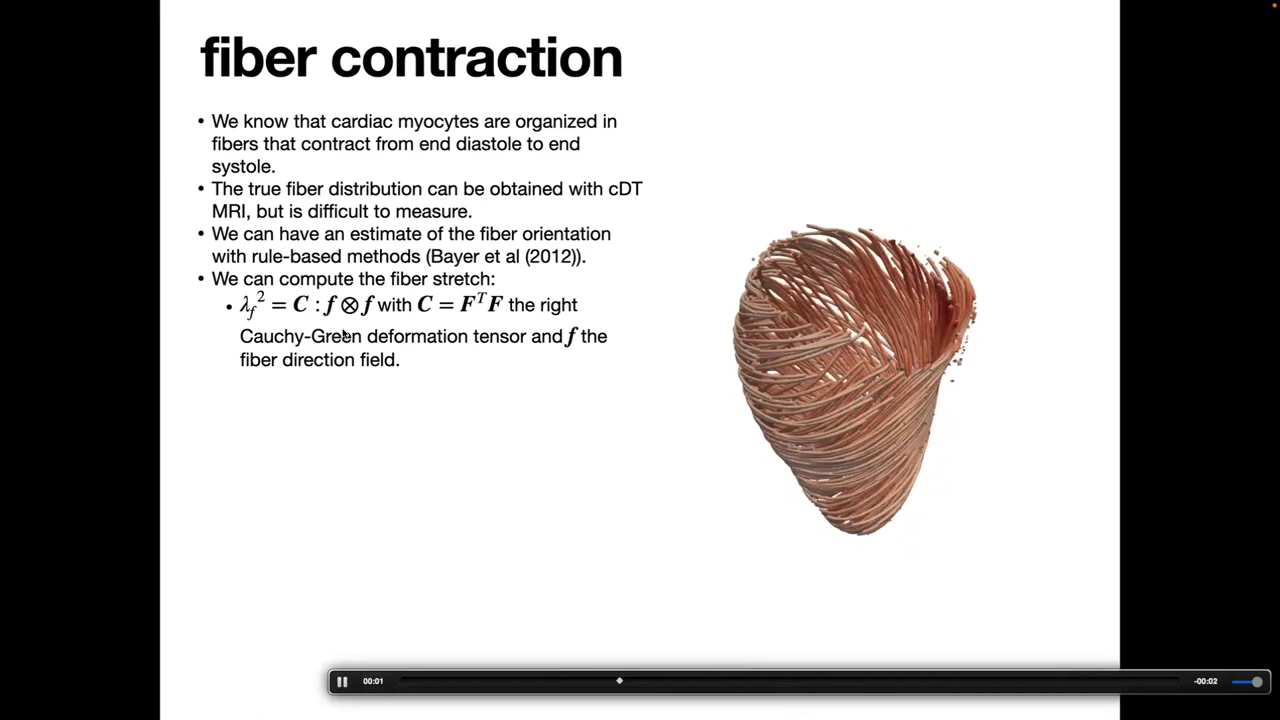 fiber contraction
• We know that cardiac myocytes are organized in
fibers that contract from end diastole to end
systole.
• The true fiber distribution can be obtained with cDT
MRI, but is difficult to measure.
• We can have an estimate of the fiber orientation
with rule-based methods (Bayer et al (2012)).
• We can compute the fiber stretch:
• λ_f² = C : f ⊗ f with C = FᵀF the right
Cauchy-Green deformation tensor and f the
fiber direction field.
00:01 -00:02